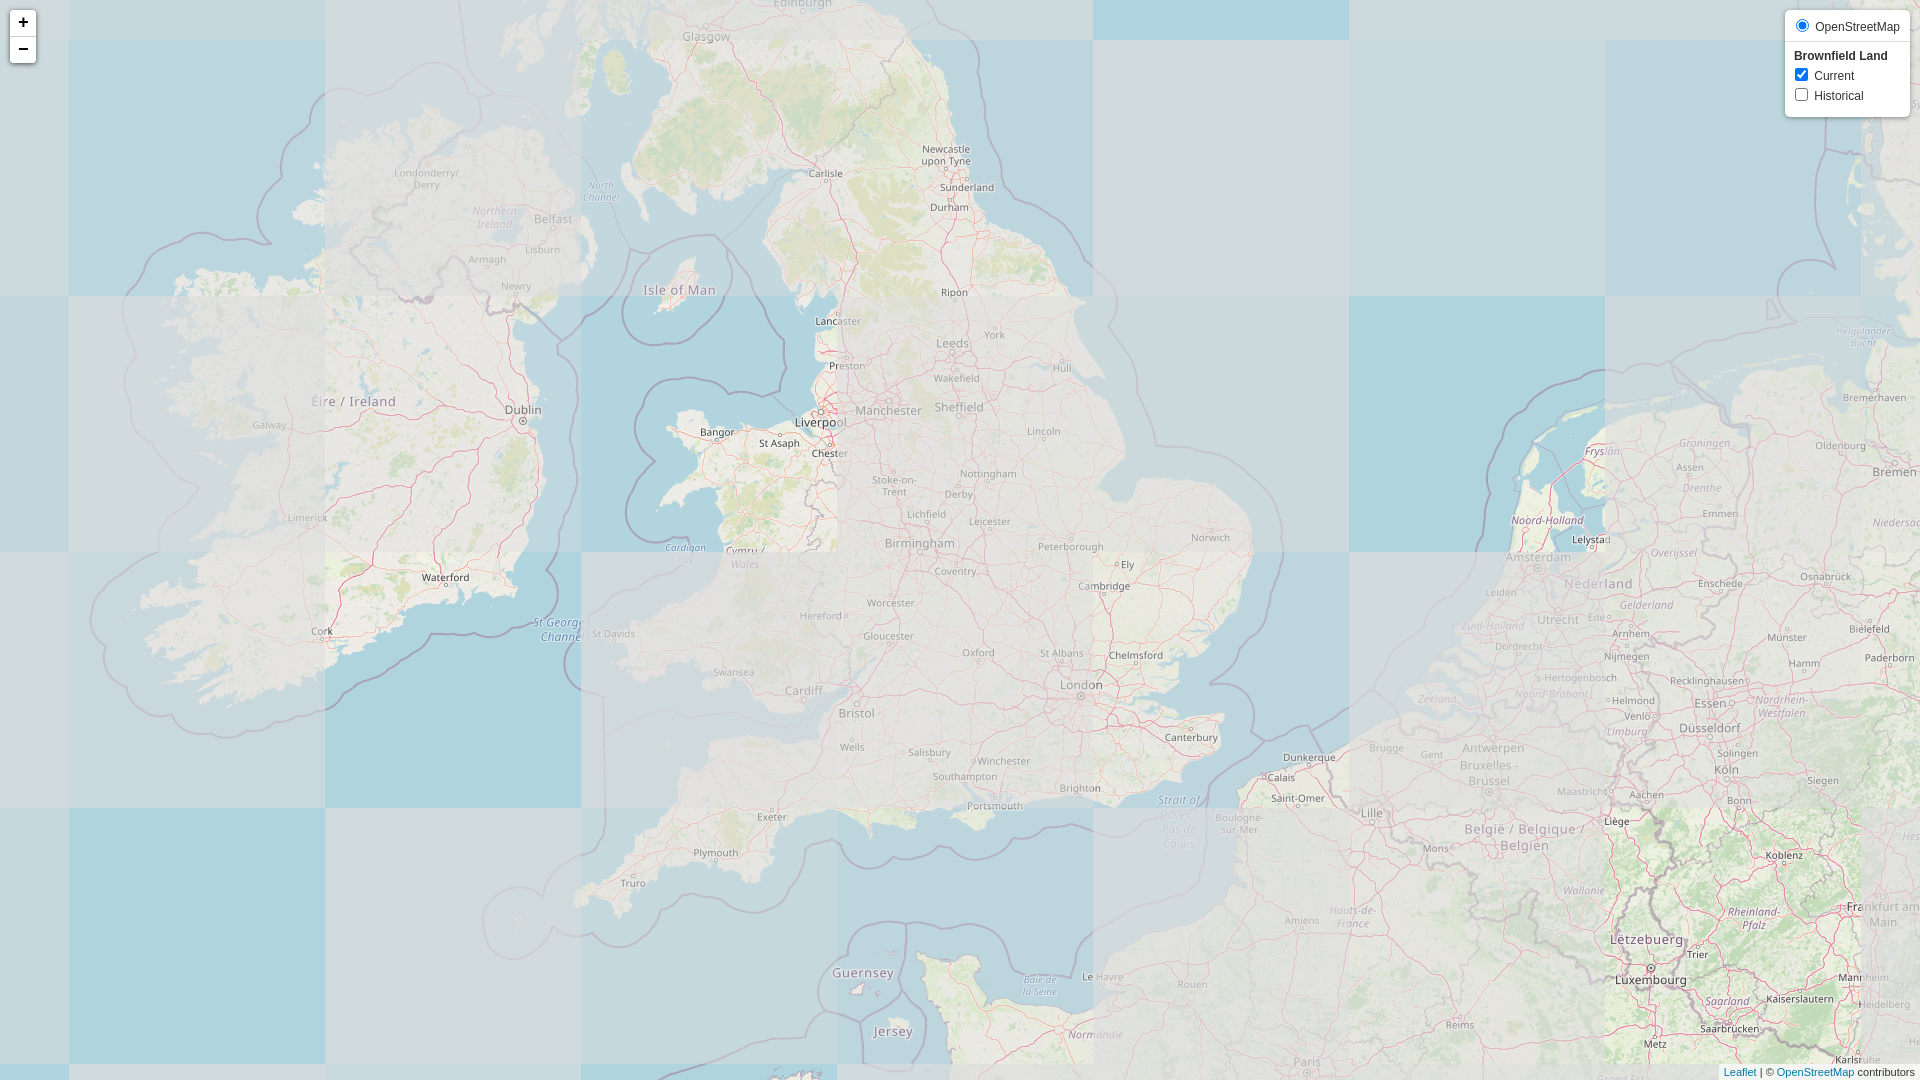 +
−
OpenStreetMap
Brownfield Land
Current
Historical
Edinburgh
Glasgow
Newcastle
upon Tyne
Londonderry/
Derry
Carlisle
North
Channel
Sunderland
Durham
Northern
Ireland
Belfast
Lisburn
Armagh
Newry
Isle of Man
Ripon
Lancaster
York
Helgoländer
Bucht
Leeds
Preston
Hull
Wakefield
Éire / Ireland
Bremerhaven
Dublin
Manchester
Sheffield
Liverpool
Galway
Bangor
Lincoln
St Asaph
Groningen
Oldenburg
Chester
Fryslân
Assen
Bremen
Nottingham
Stoke-on-
Trent
Derby
Drenthe
Limerick
Lichfield
Leicester
Noord-Holland
Emmen
Niedersac
Norwich
Lelystad
Birmingham
Peterborough
Cardigan
Bay
Cymru /
Wales
Overijssel
Amsterdam
Ely
Waterford
Coventry
Cambridge
Nederland
Enschede
Osnabrück
Leiden
Worcester
Gelderland
Hereford
Utrecht
Ede
St George's
Channel
Zuid-Holland
Bielefeld
Cork
St Davids
Gloucester
Arnhem
Münster
Dordrecht
Oxford
St Albans
Chelmsford
Nijmegen
Paderborn
Hamm
Swansea
's-Hertogenbosch
Recklinghausen
London
Cardiff
Zeeland
Noord-Brabant
Helmond
Essen
Nordrhein-
Westfalen
Bristol
Venlo
Düsseldorf
Limburg
Canterbury
Wells
Salisbury
Brugge
Gent
Antwerpen
Solingen
Dunkerque
Winchester
Bruxelles -
Brussel
Köln
Southampton
Calais
Siegen
Brighton
Maastricht
Aachen
Saint-Omer
Strait of
Dover /
Pas de
Calais
Portsmouth
Bonn
Exeter
Lille
Boulogne-
sur-Mer
Liège
België / Belgique /
Belgien
Mons
Plymouth
Koblenz
Truro
Wallonie
Amiens
Hauts-de-
France
Rheinland-
Pfalz
Frankfurt am
Main
Lëtzebuerg
Trier
Guernsey
Le Havre
Baie de
la Seine
Rouen
Luxembourg
Mannheim
Kaiserslautern
Saarland
Heidelberg
Jersey
Normandie
Reims
Saarbrücken
Metz
Paris
Karlsruhe
Grand Est
Leaflet | © OpenStreetMap contributors